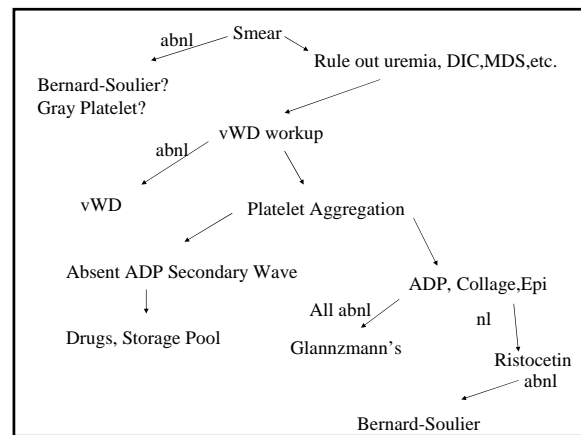 abnl
Smear
Rule out uremia, DIC,MDS,etc.
Bernard-Soulier?
Gray Platelet?
vWD workup
abnl
vWD
Platelet Aggregation
Absent ADP Secondary Wave
ADP, Collage,Epi
All abnl
nl
Drugs, Storage Pool
Glannzmann’s
Ristocetin
abnl
Bernard-Soulier